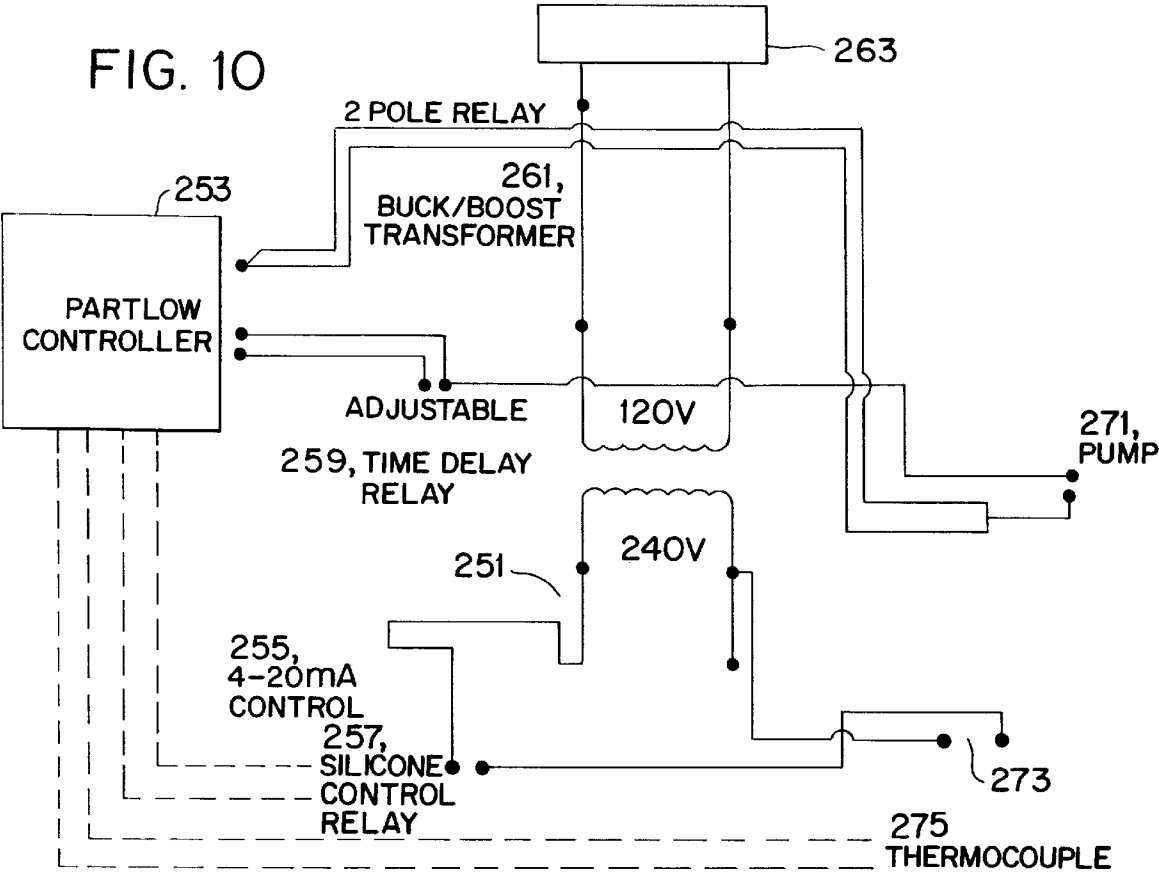 FIG. 10
263
2 POLE RELAY
253
261,
BUCK/BOOST
TRANSFORMER
PARTLOW
CONTROLLER
ADJUSTABLE
120V
271,
PUMP
259, TIME DELAY
RELAY
240V
251
255,
4-20mA
CONTROL
257,
SILICONE
CONTROL
RELAY
273
275
THERMOCOUPLE